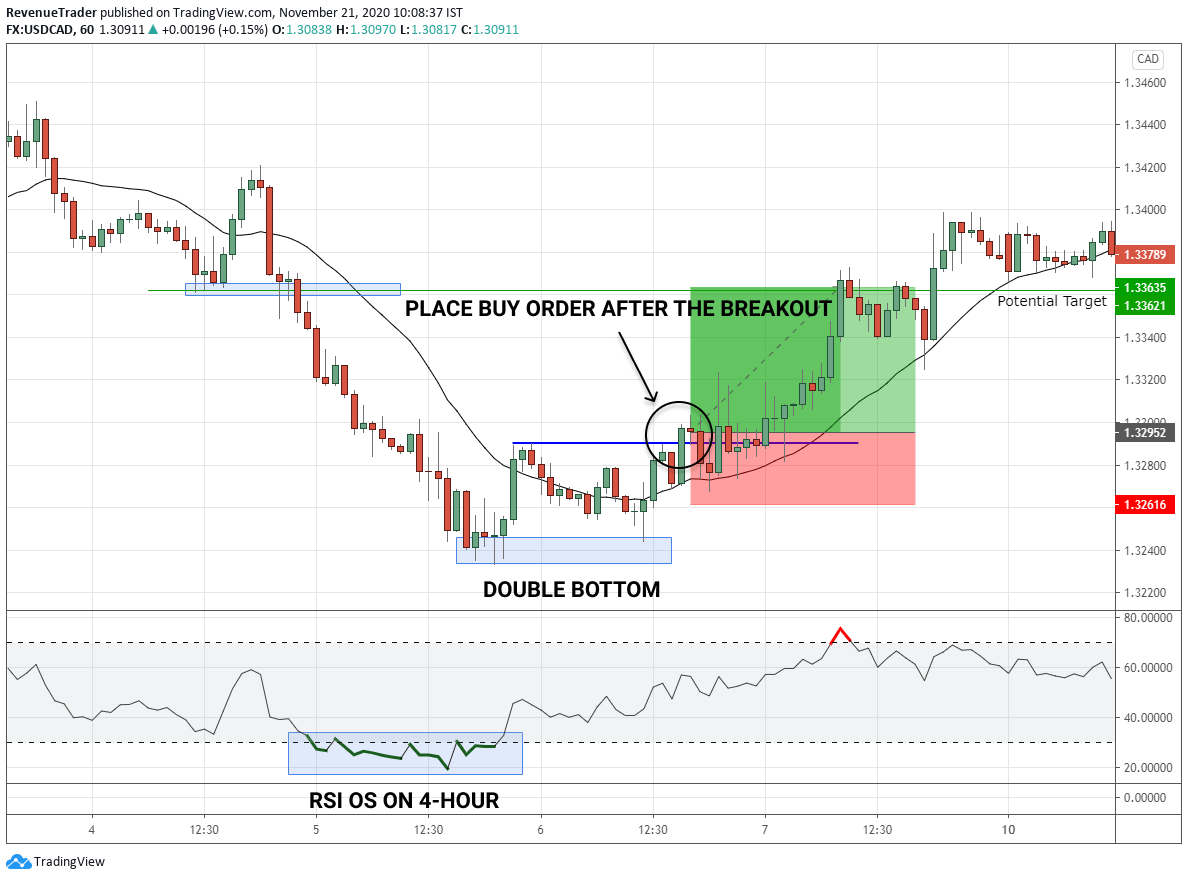 RevenueTrader published on TradingView.com, November 21, 2020 10:08:37 IST
FX:USDCAD, 60 1.30911 ▲ +0.00196 (+0.15%) O:1.30838 H:1.30970 L:1.30817 C:1.30911
CAD
1.34600
1.34400
1.34200
1.34000
1.33789
1.33635
Potential Target
1.33621
PLACE BUY ORDER AFTER THE BREAKOUT
1.33400
1.33200
1.33000
1.32952
1.32800
1.32616
1.32400
DOUBLE BOTTOM
1.32200
80.00000
60.00000
40.00000
20.00000
RSI OS ON 4-HOUR
0.00000
4 12:30 5 12:30 6 12:30 7 12:30 10
TradingView